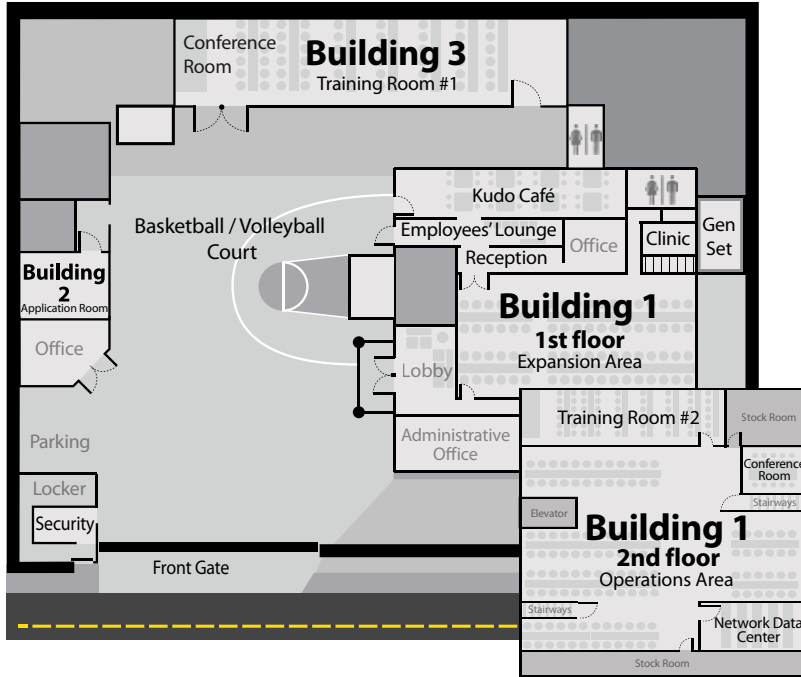 Conference
Room
Building 3
Training Room #1
Kudo Café
Basketball / Volleyball
Court
Employees' Lounge
Reception
Office
Clinic
Gen
Set
Building
2
Application Room
Building 1
1st floor
Expansion Area
Office
Lobby
Administrative
Office
Parking
Locker
Security
Front Gate
Training Room #2
Stock Room
Conference
Room
Stairways
Elevator
Building 1
2nd floor
Operations Area
Stairways
Network Data
Center
Stock Room